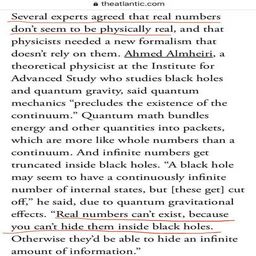 theatlantic.com
Several experts agreed that real numbers
don't seem to be physically real, and that
physicists needed a new formalism that
doesn't rely on them. Ahmed Almheiri, a
theoretical physicist at the Institute for
Advanced Study who studies black holes
and quantum gravity, said quantum
mechanics “precludes the existence of the
continuum.” Quantum math bundles
energy and other quantities into packets,
which are more like whole numbers than a
continuum. And infinite numbers get
truncated inside black holes. “A black hole
may seem to have a continuously infinite
number of internal states, but [these get] cut
off,” he said, due to quantum gravitational
effects. “Real numbers can't exist, because
you can't hide them inside black holes.
Otherwise they'd be able to hide an infinite
amount of information.”